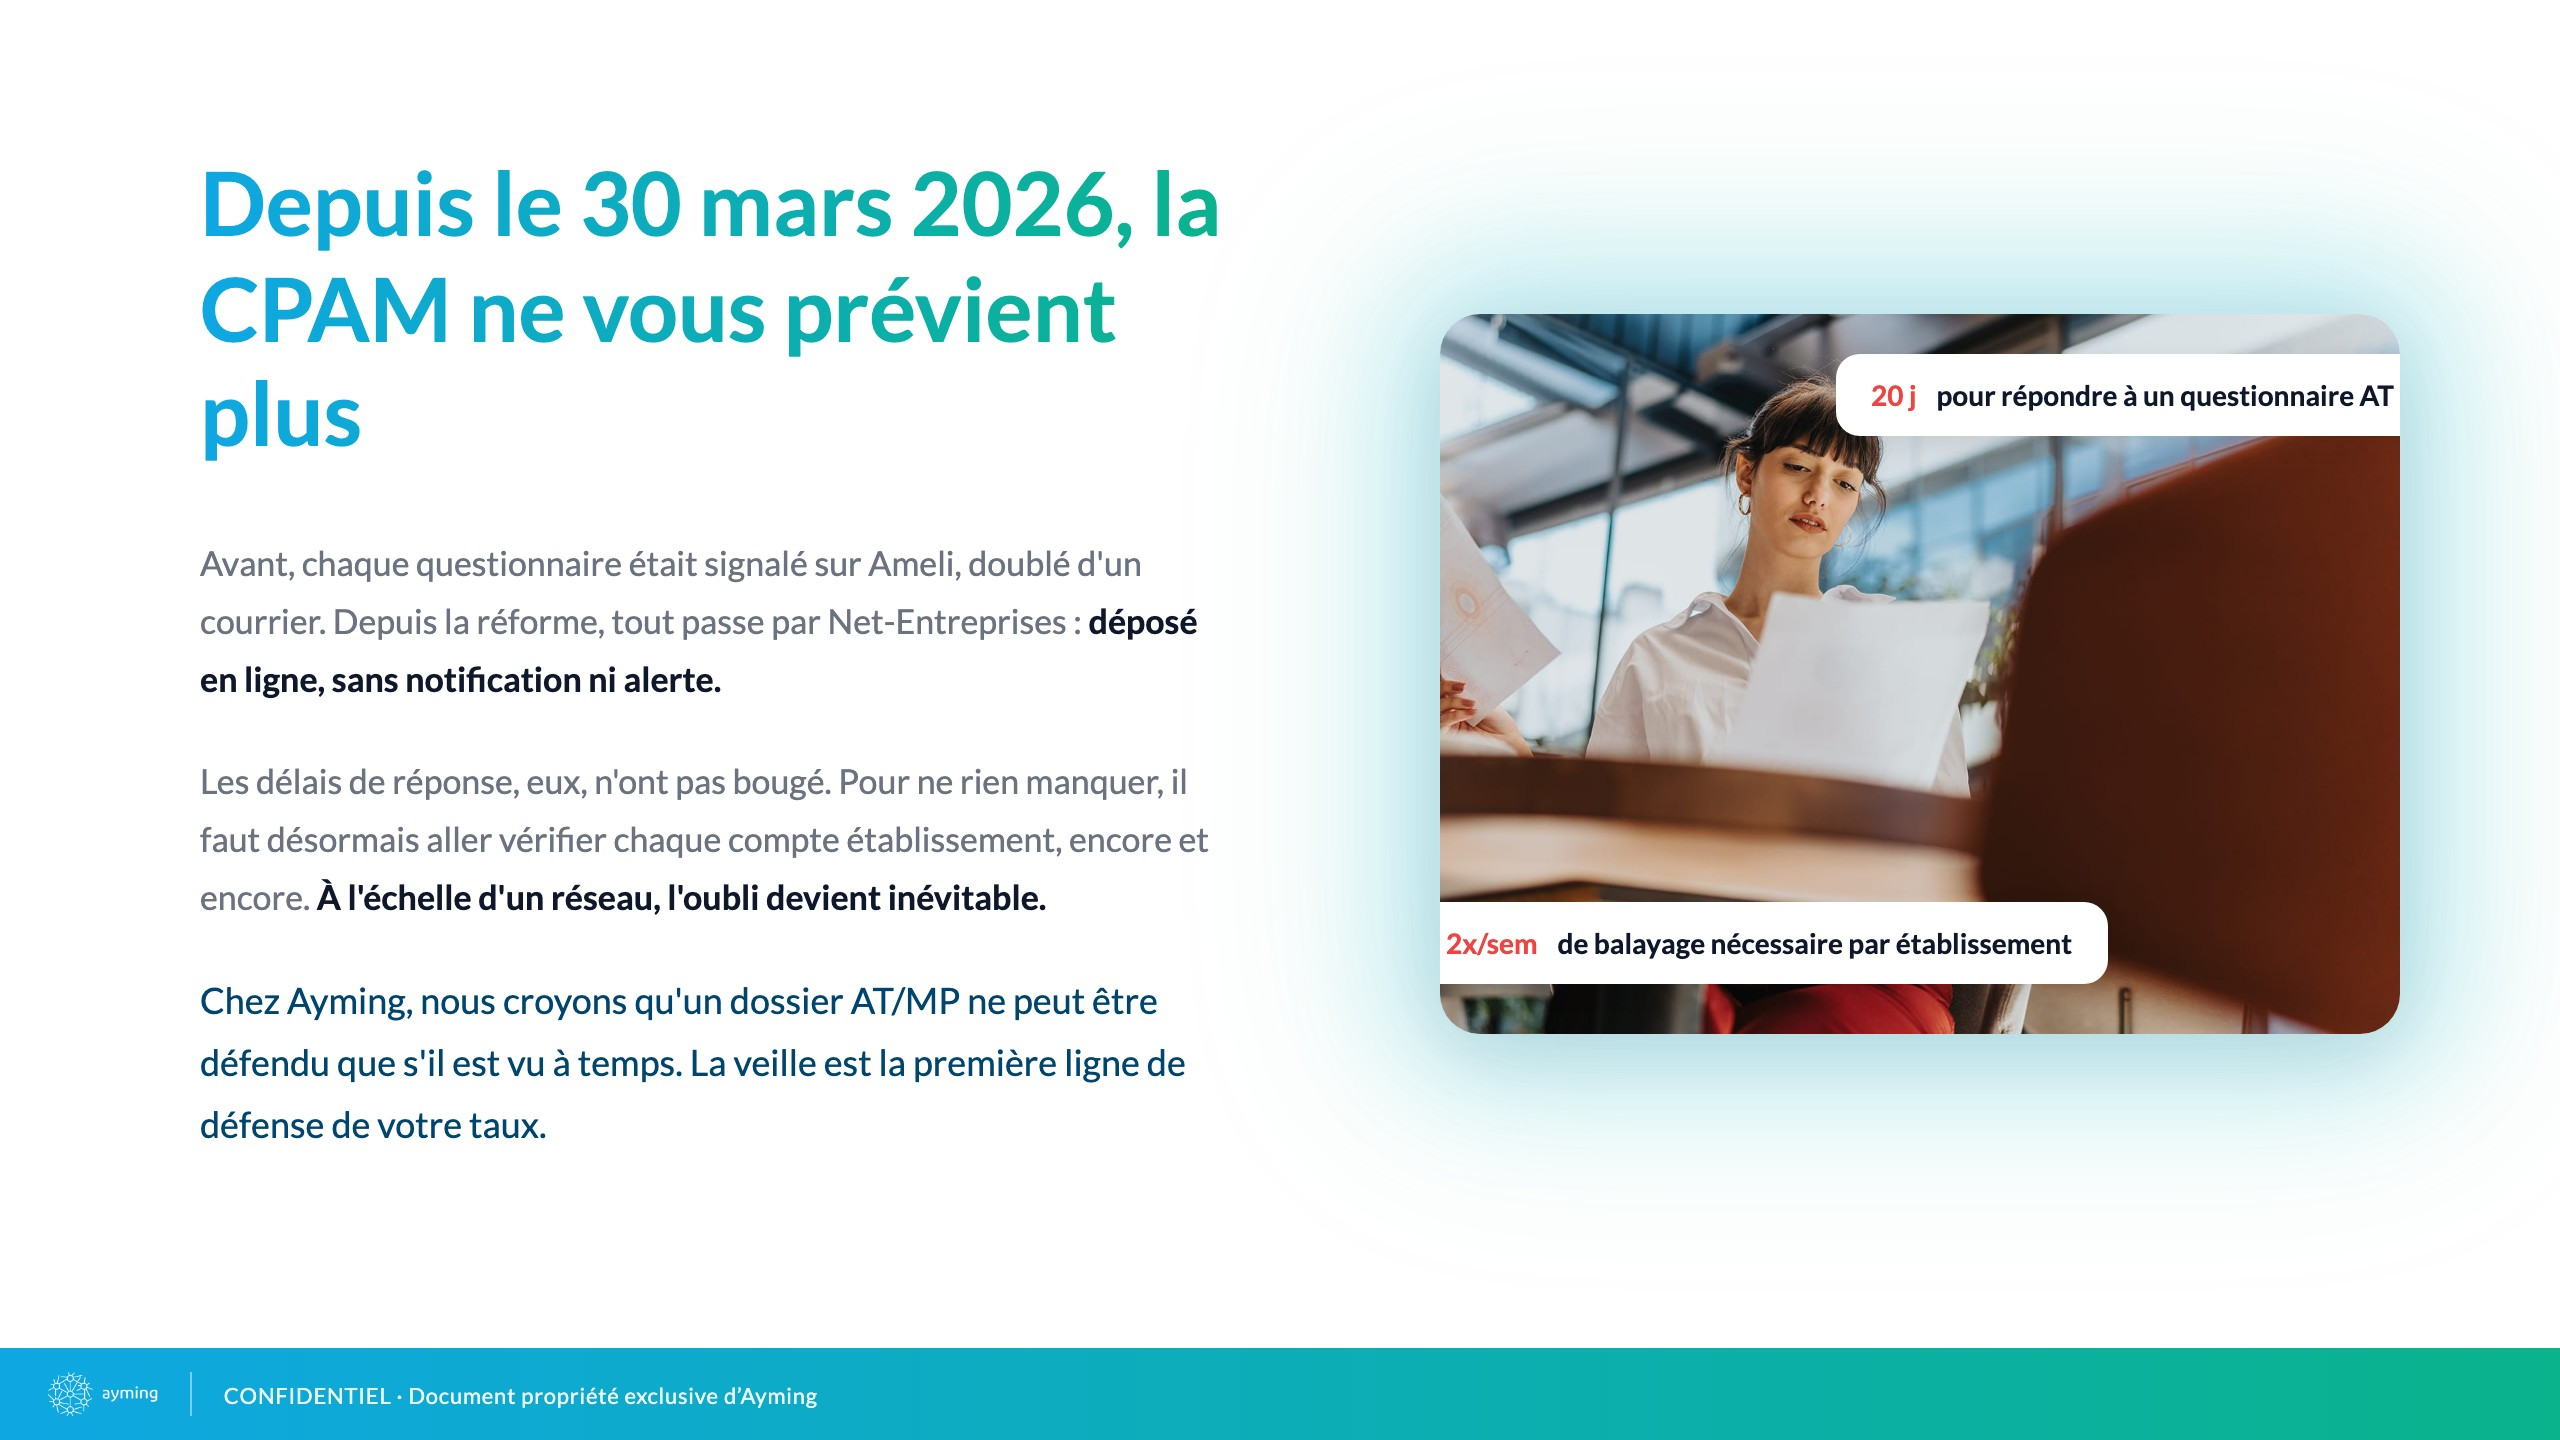 Depuis le 30 mars 2026, la
CPAM ne vous prévient
plus
Avant, chaque questionnaire était signalé sur Ameli, doublé d'un
courrier. Depuis la réforme, tout passe par Net-Entreprises : déposé
en ligne, sans notification ni alerte.
Les délais de réponse, eux, n'ont pas bougé. Pour ne rien manquer, il
faut désormais aller vérifier chaque compte établissement, encore et
encore. À l'échelle d'un réseau, l'oubli devient inévitable.
Chez Ayming, nous croyons qu'un dossier AT/MP ne peut être
défendu que s'il est vu à temps. La veille est la première ligne de
défense de votre taux.
20 j pour répondre à un questionnaire AT
2x/sem de balayage nécessaire par établissement
ayming
CONFIDENTIEL · Document propriété exclusive d’Ayming